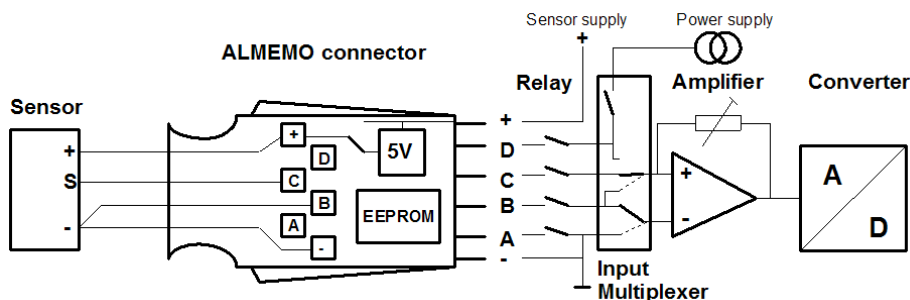 Sensor supply
Power supply
ALMEMO connector
Relay
Amplifier
Converter
Sensor
+
S
-
+
D
C
B
A
-
5V
EEPROM
+
D
C
B
A
-
+
+
-
A
D
Input
Multiplexer